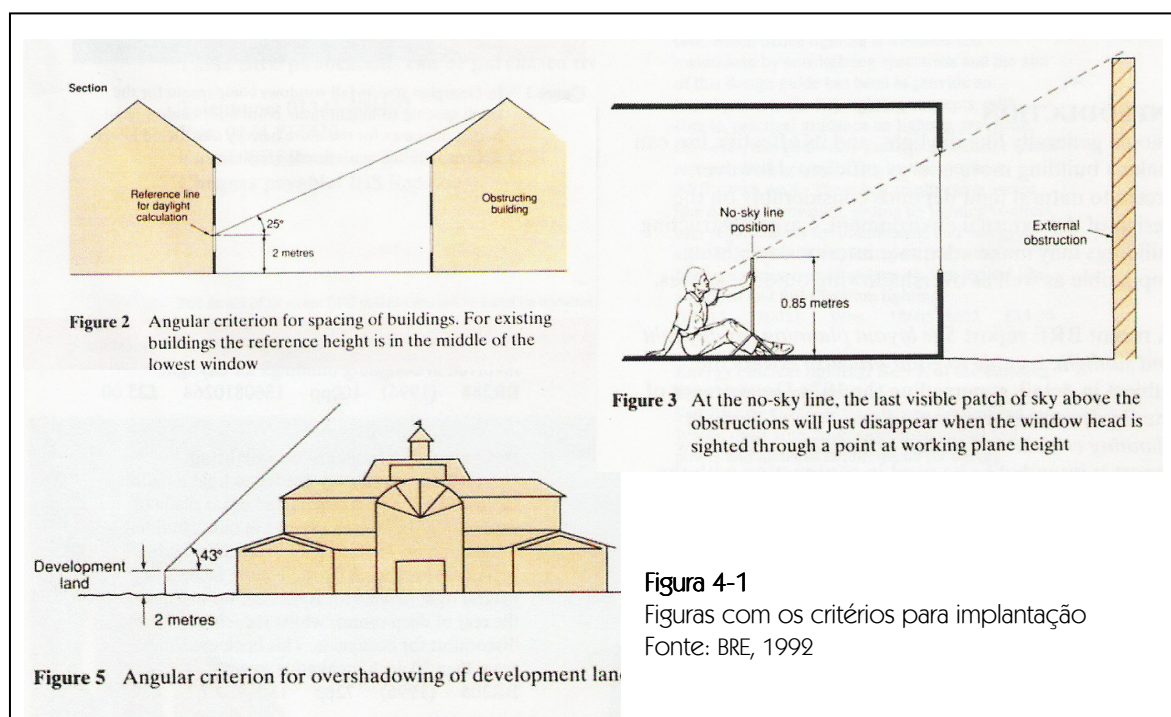 Section
Reference line
for daylight
calculation
25°
2 metres
Obstructing
building
Figure 2 Angular criterion for spacing of buildings. For existing
buildings the reference height is in the middle of the
lowest window
No-sky line
position
0.85 metres
External
obstruction
Figure 3 At the no-sky line, the last visible patch of sky above the
obstructions will just disappear when the window head is
sighted through a point at working plane height
Development
land
43°
2 metres
Figure 5 Angular criterion for overshadowing of development lan
Figura 4-1
Figuras com os critérios para implantação
Fonte: BRE, 1992